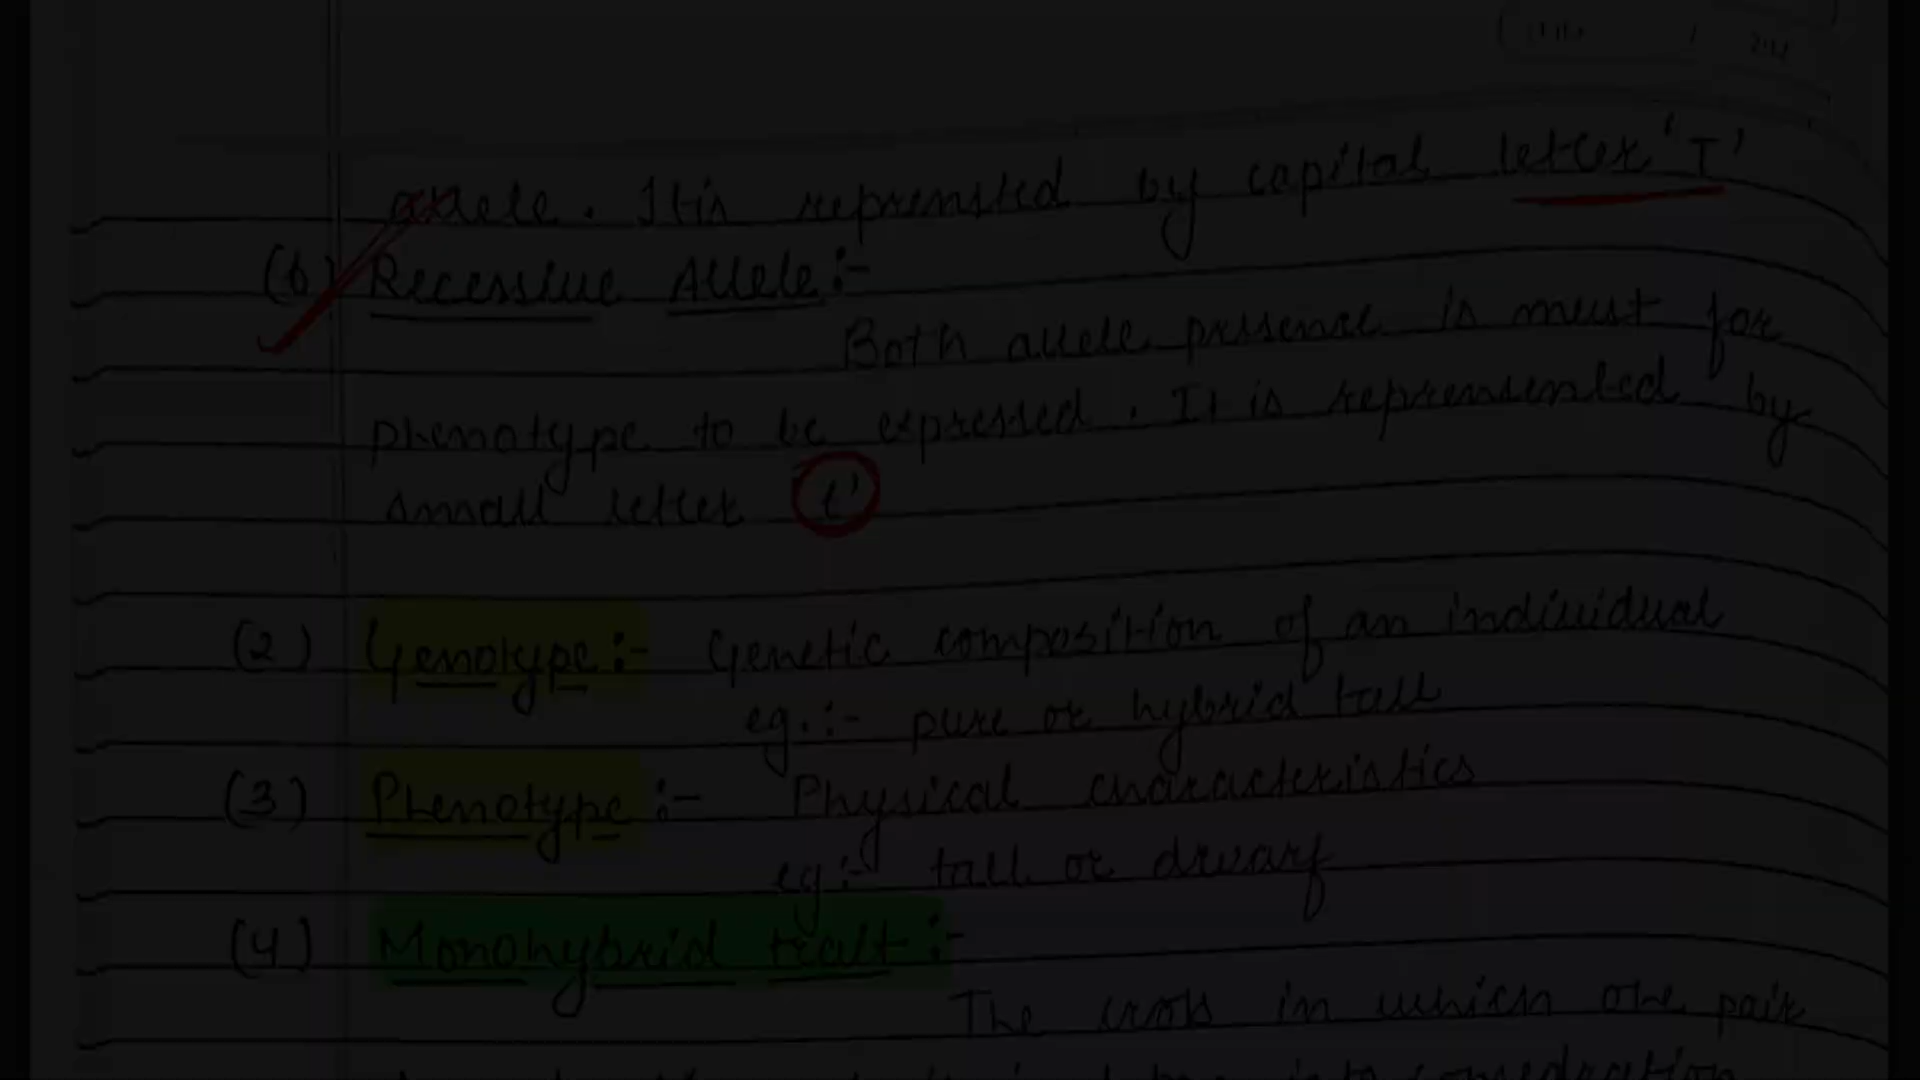 allele. It is represented by capital letter 'T'
(b) Recessive Allele:-
Both allele presence is must for
phenotype to be expressed. It is represented by
small letter t'
(2) Genotype:- Genetic composition of an individual
eg.:- pure or hybrid tall
(3) Phenotype:- Physical characteristics
eg:- tall or dwarf
(4) Monohybrid trait:-
The cross in which one pair
into consideration